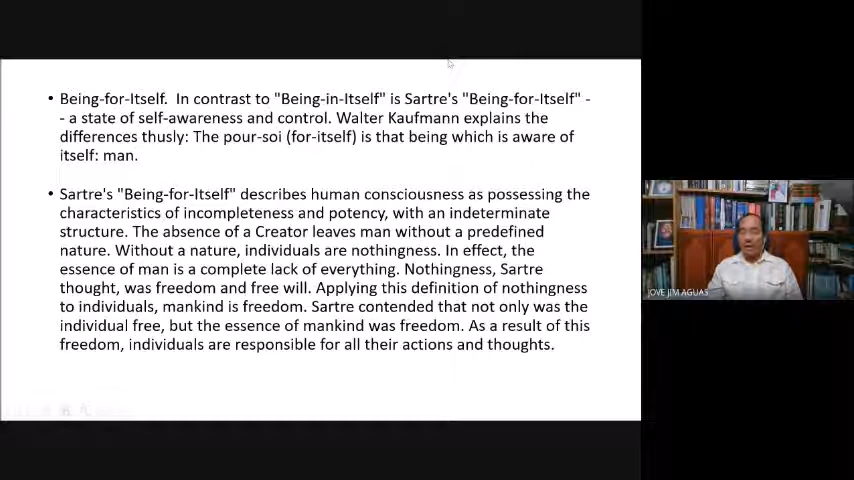 • Being-for-Itself.  In contrast to "Being-in-Itself" is Sartre's "Being-for-Itself" -
- a state of self-awareness and control. Walter Kaufmann explains the
differences thusly: The pour-soi (for-itself) is that being which is aware of
itself: man.
• Sartre's "Being-for-Itself" describes human consciousness as possessing the
characteristics of incompleteness and potency, with an indeterminate
structure. The absence of a Creator leaves man without a predefined
nature. Without a nature, individuals are nothingness. In effect, the
essence of man is a complete lack of everything. Nothingness, Sartre
thought, was freedom and free will. Applying this definition of nothingness
to individuals, mankind is freedom. Sartre contended that not only was the
individual free, but the essence of mankind was freedom. As a result of this
freedom, individuals are responsible for all their actions and thoughts.
JOVE JIM AGUAS